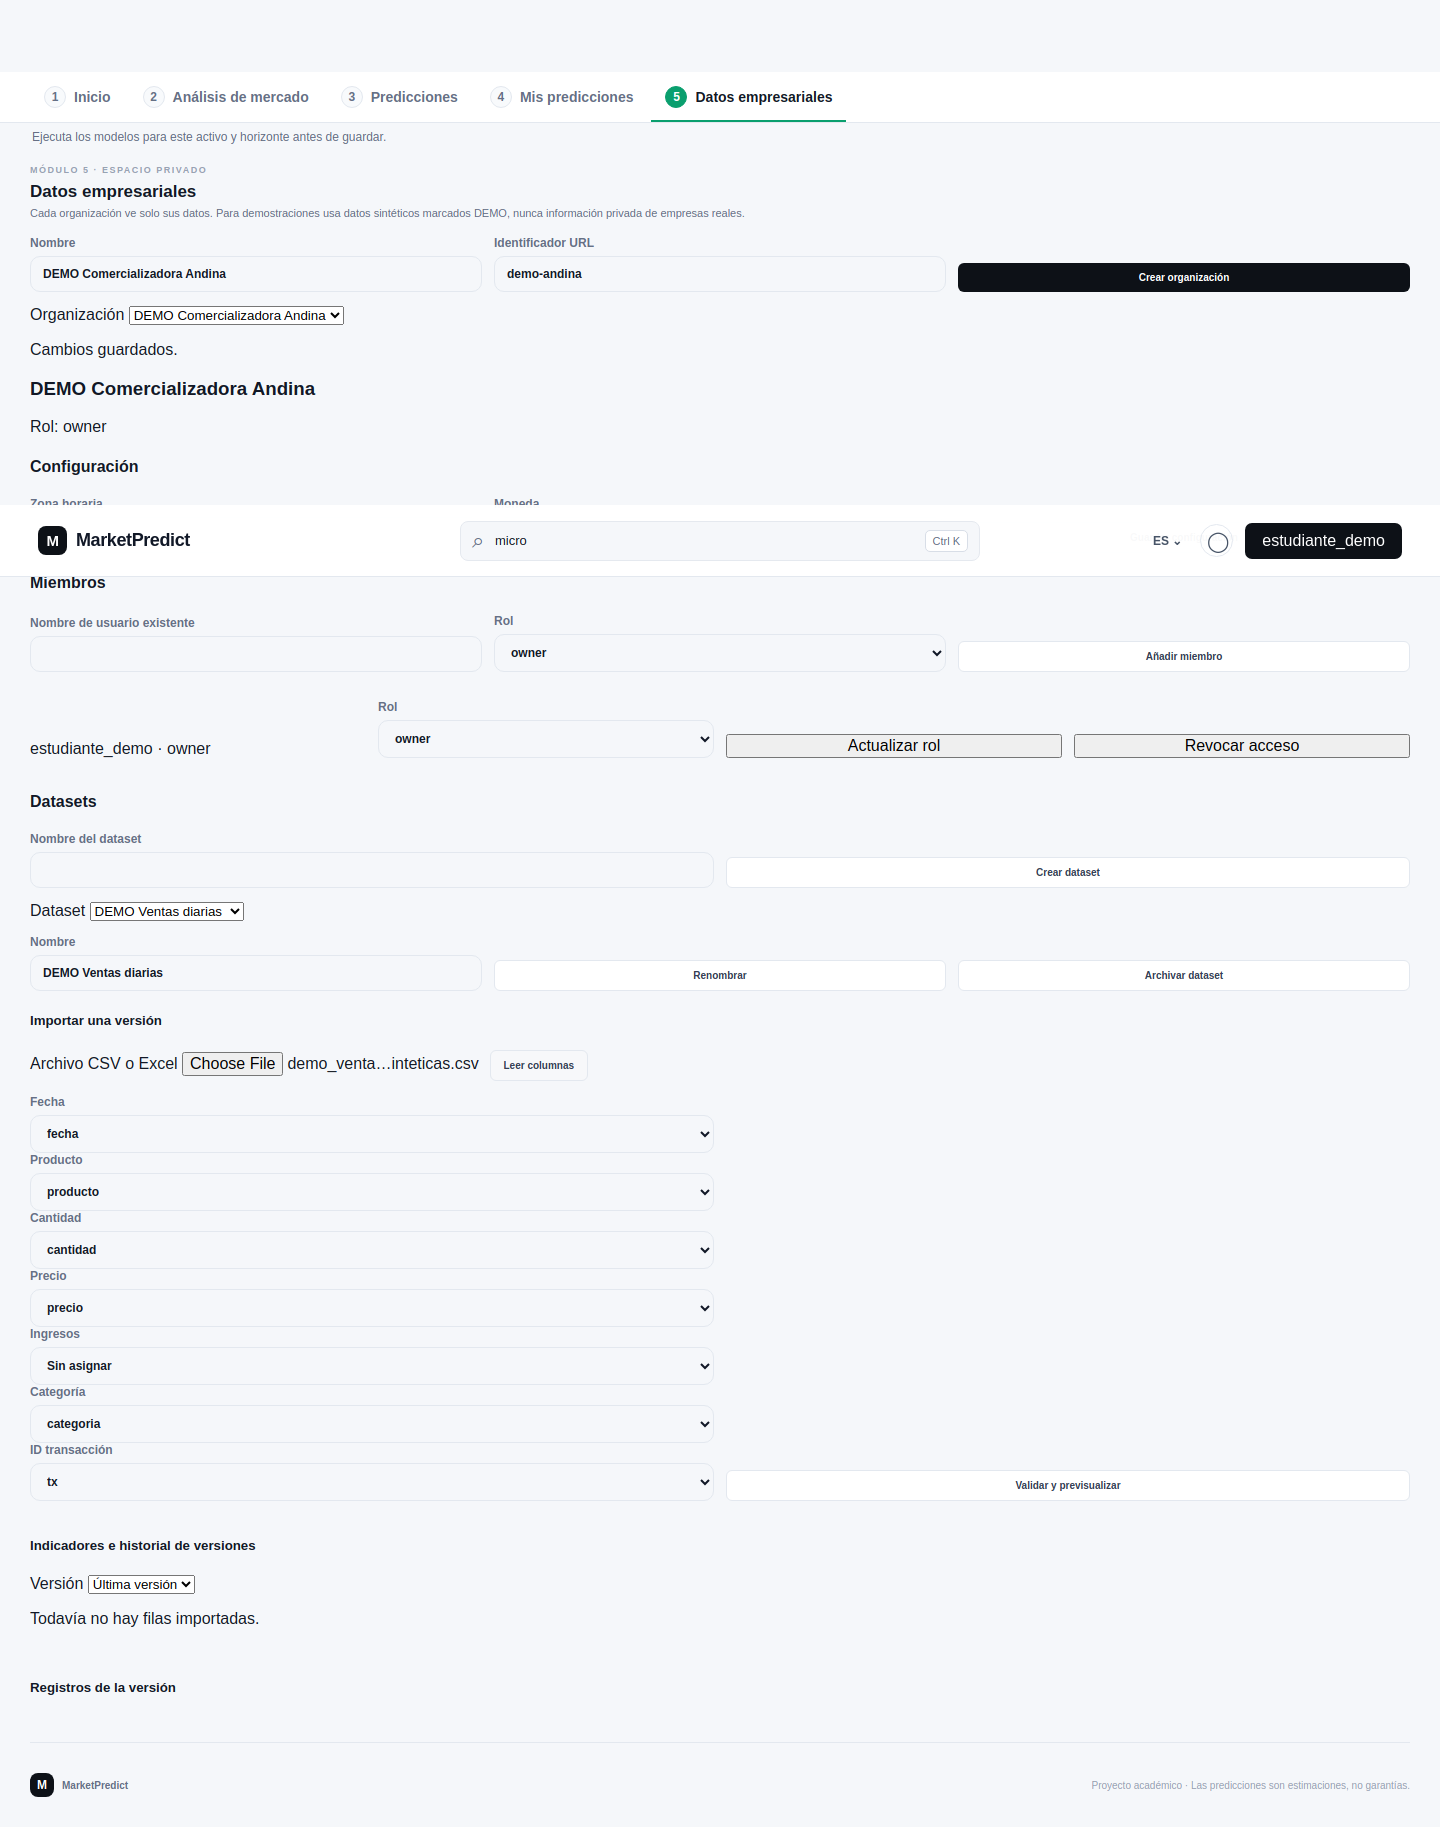 1 Inicio 2 Análisis de mercado 3 Predicciones 4 Mis predicciones 5 Datos empresariales
Ejecuta los modelos para este activo y horizonte antes de guardar.
MÓDULO 5 · ESPACIO PRIVADO
Datos empresariales
Cada organización ve solo sus datos. Para demostraciones usa datos sintéticos marcados DEMO, nunca información privada de empresas reales.
Nombre Identificador URL
DEMO Comercializadora Andina demo-andina Crear organización
Organización DEMO Comercializadora Andina
Cambios guardados.
DEMO Comercializadora Andina
Rol: owner
Configuración
Zona horaria Moneda
M MarketPredict micro Ctrl K ES estudiante_demo
Miembros
Nombre de usuario existente Rol
owner Añadir miembro
Rol
estudiante_demo · owner owner Actualizar rol Revocar acceso
Datasets
Nombre del dataset
Crear dataset
Dataset DEMO Ventas diarias
Nombre
DEMO Ventas diarias Renombrar Archivar dataset
Importar una versión
Archivo CSV o Excel Choose File demo_venta…inteticas.csv Leer columnas
Fecha
fecha
Producto
producto
Cantidad
cantidad
Precio
precio
Ingresos
Sin asignar
Categoría
categoria
ID transacción
tx Validar y previsualizar
Indicadores e historial de versiones
Versión Última versión
Todavía no hay filas importadas.
Registros de la versión
M MarketPredict Proyecto académico · Las predicciones son estimaciones, no garantías.